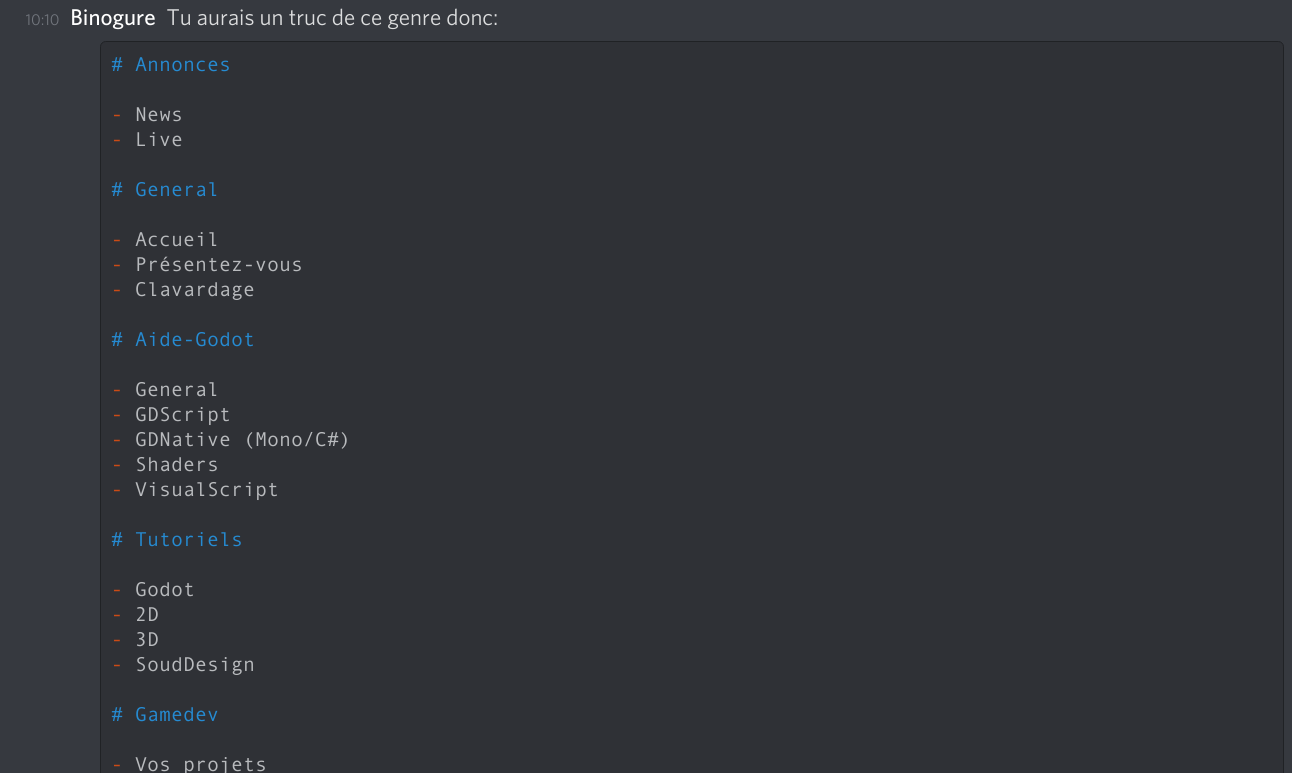 10:10 Binogure Tu aurais un truc de ce genre donc:
# Annonces
- News
- Live
# General
- Accueil
- Présentez-vous
- Clavardage
# Aide-Godot
- General
- GDScript
- GDNative (Mono/C#)
- Shaders
- VisualScript
# Tutoriels
- Godot
- 2D
- 3D
- SoudDesign
# Gamedev
- Vos projets